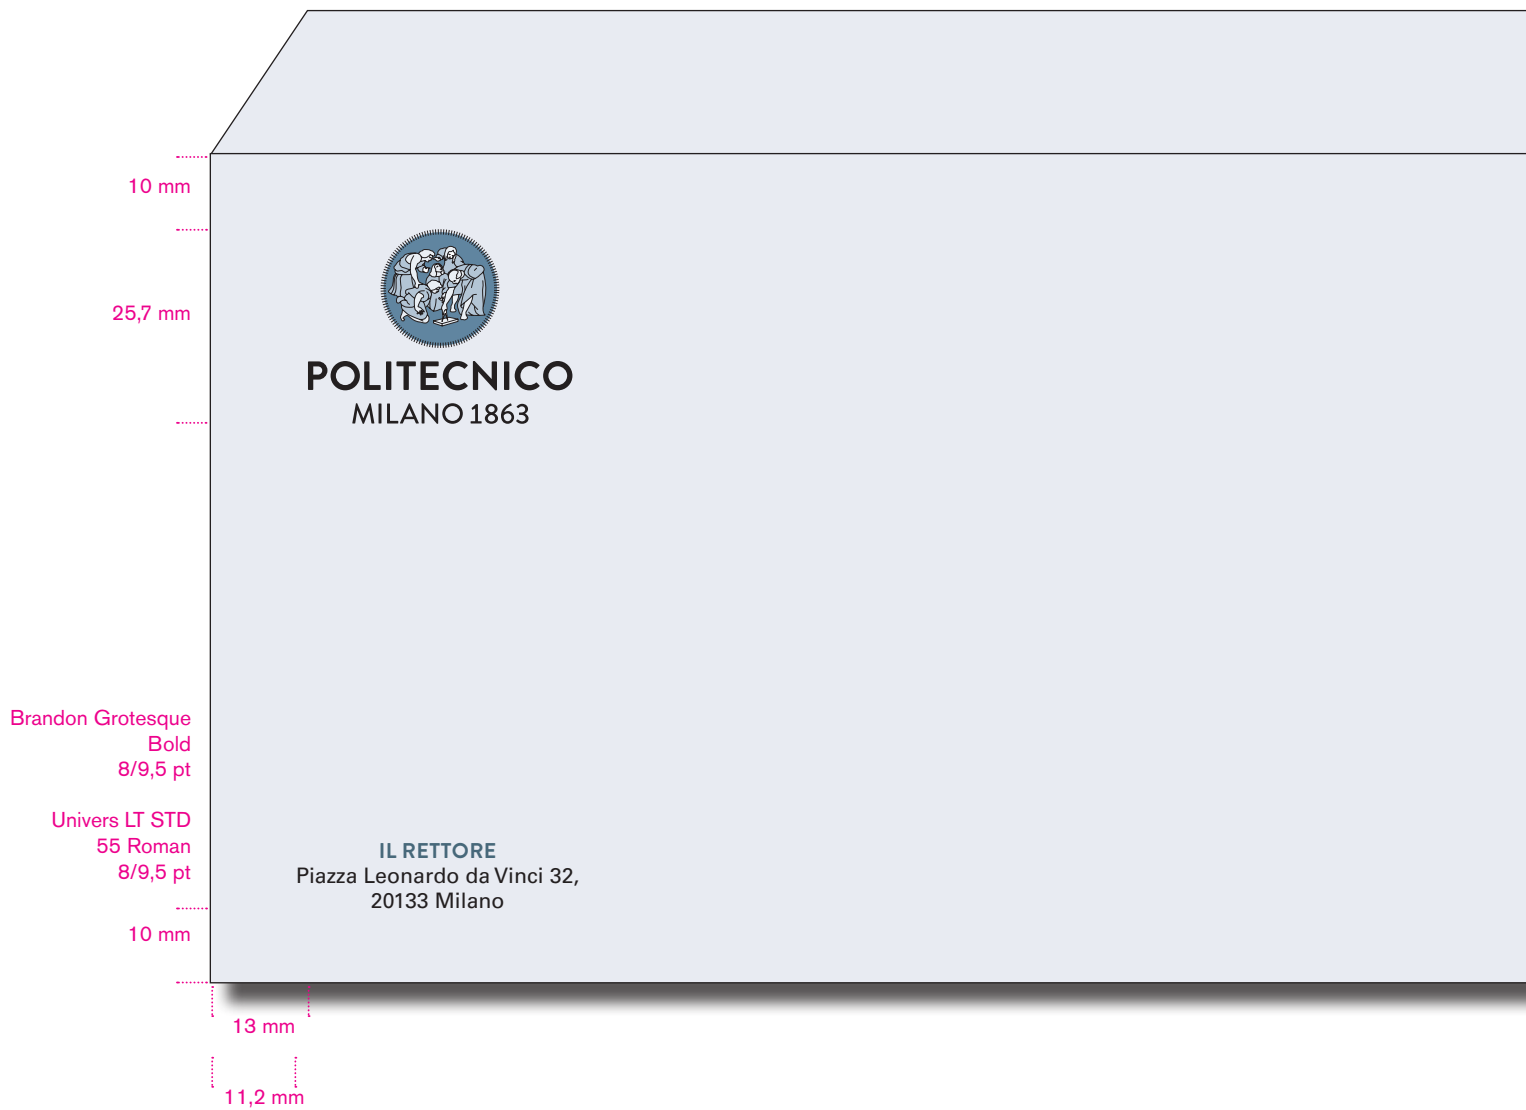 10 mm
25,7 mm
POLITECNICO
MILANO 1863
Brandon Grotesque
Bold
8/9,5 pt
Univers LT STD
55 Roman
8/9,5 pt
IL RETTORE
Piazza Leonardo da Vinci 32,
20133 Milano
10 mm
13 mm
11,2 mm